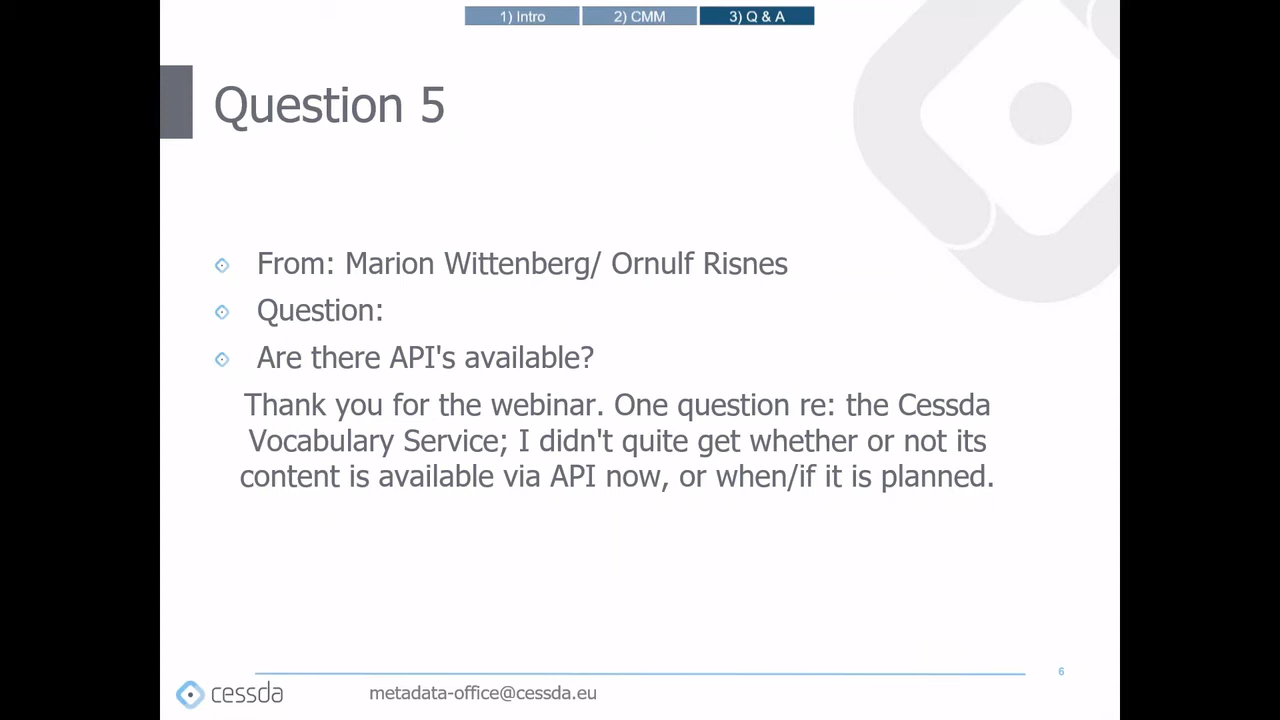 1) Intro
2) CMM
3) Q & A
Question 5
From: Marion Wittenberg/ Ornulf Risnes
Question:
Are there API's available?
Thank you for the webinar. One question re: the Cessda
Vocabulary Service; I didn't quite get whether or not its
content is available via API now, or when/if it is planned.
6
cessda
metadata-office@cessda.eu